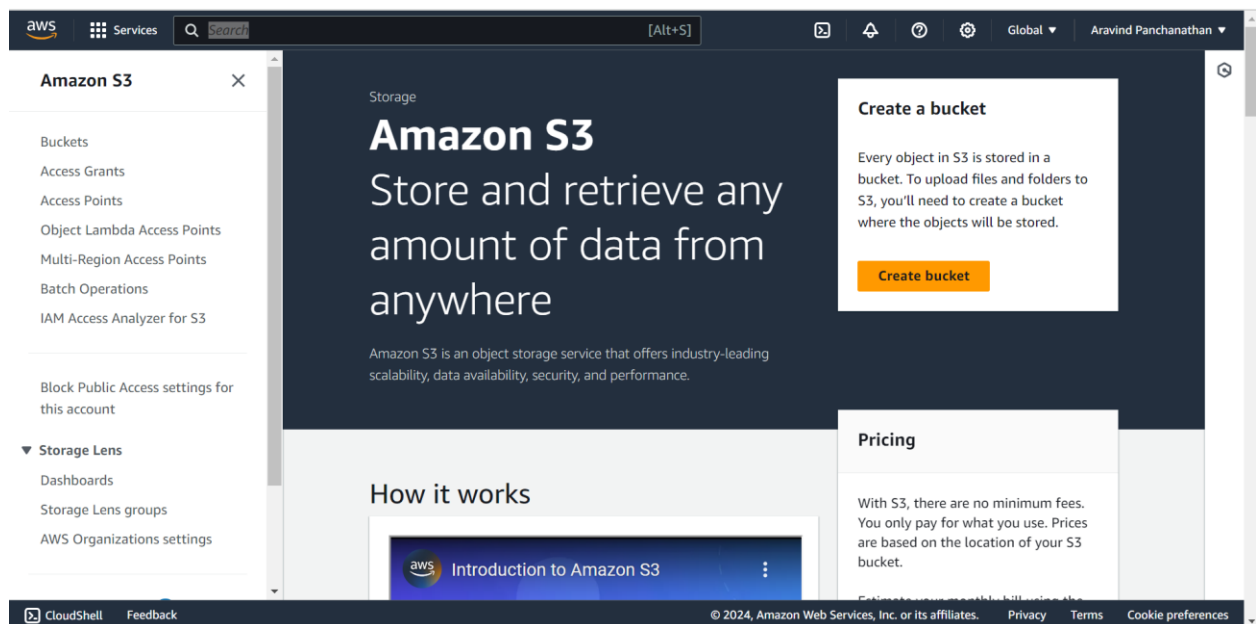 aws Services Search [Alt+S] Global Aravind Panchanathan
Amazon S3
Buckets
Access Grants
Access Points
Object Lambda Access Points
Multi-Region Access Points
Batch Operations
IAM Access Analyzer for S3
Block Public Access settings for
this account
Storage Lens
Dashboards
Storage Lens groups
AWS Organizations settings
Storage
Amazon S3
Store and retrieve any
amount of data from
anywhere
Amazon S3 is an object storage service that offers industry-leading
scalability, data availability, security, and performance.
How it works
aws Introduction to Amazon S3
Create a bucket
Every object in S3 is stored in a
bucket. To upload files and folders to
S3, you'll need to create a bucket
where the objects will be stored.
Create bucket
Pricing
With S3, there are no minimum fees.
You only pay for what you use. Prices
are based on the location of your S3
bucket.
Estimate your monthly bill using the
CloudShell Feedback © 2024, Amazon Web Services, Inc. or its affiliates. Privacy Terms Cookie preferences